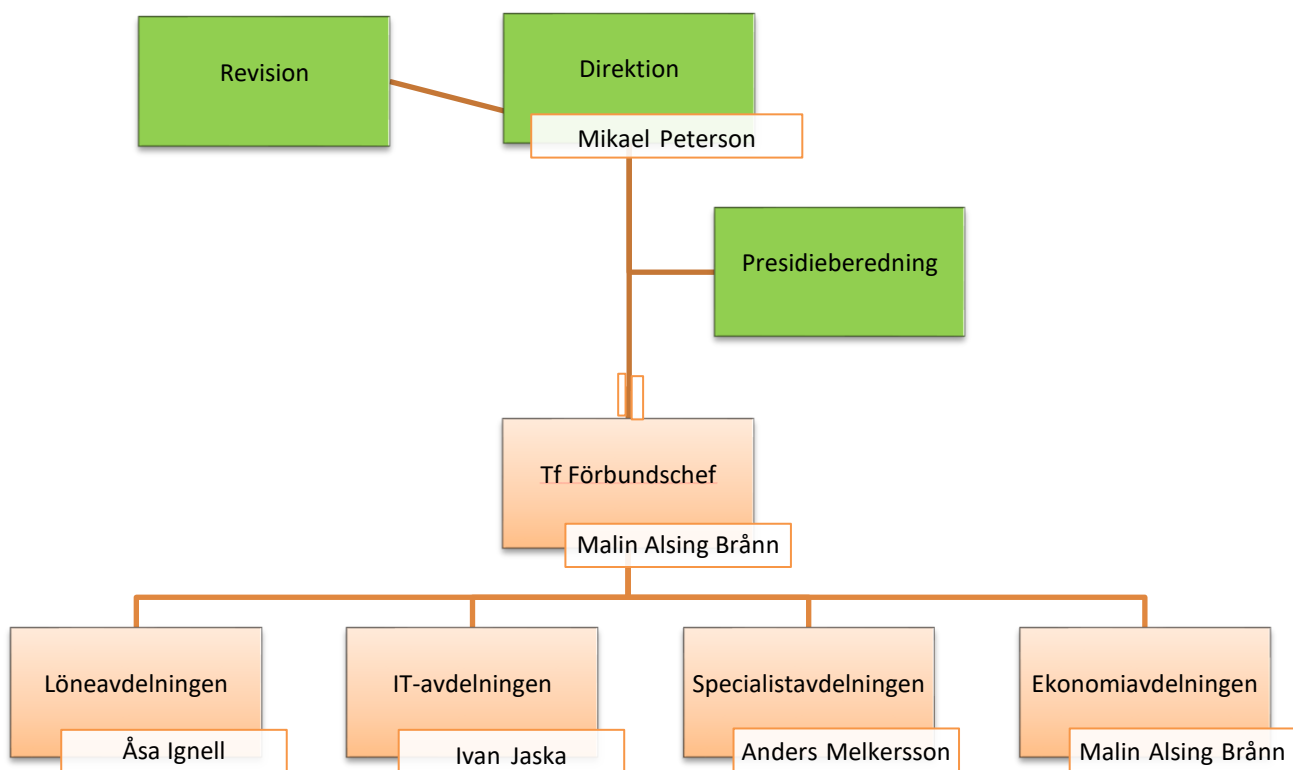 Revision
Direktion
Mikael Peterson
Presidieberedning
Tf Förbundschef
Malin Alsing Brånn
Löneavdelningen
Åsa Ignell
IT-avdelningen
Ivan Jaska
Specialistavdelningen
Anders Melkersson
Ekonomiavdelningen
Malin Alsing Brånn